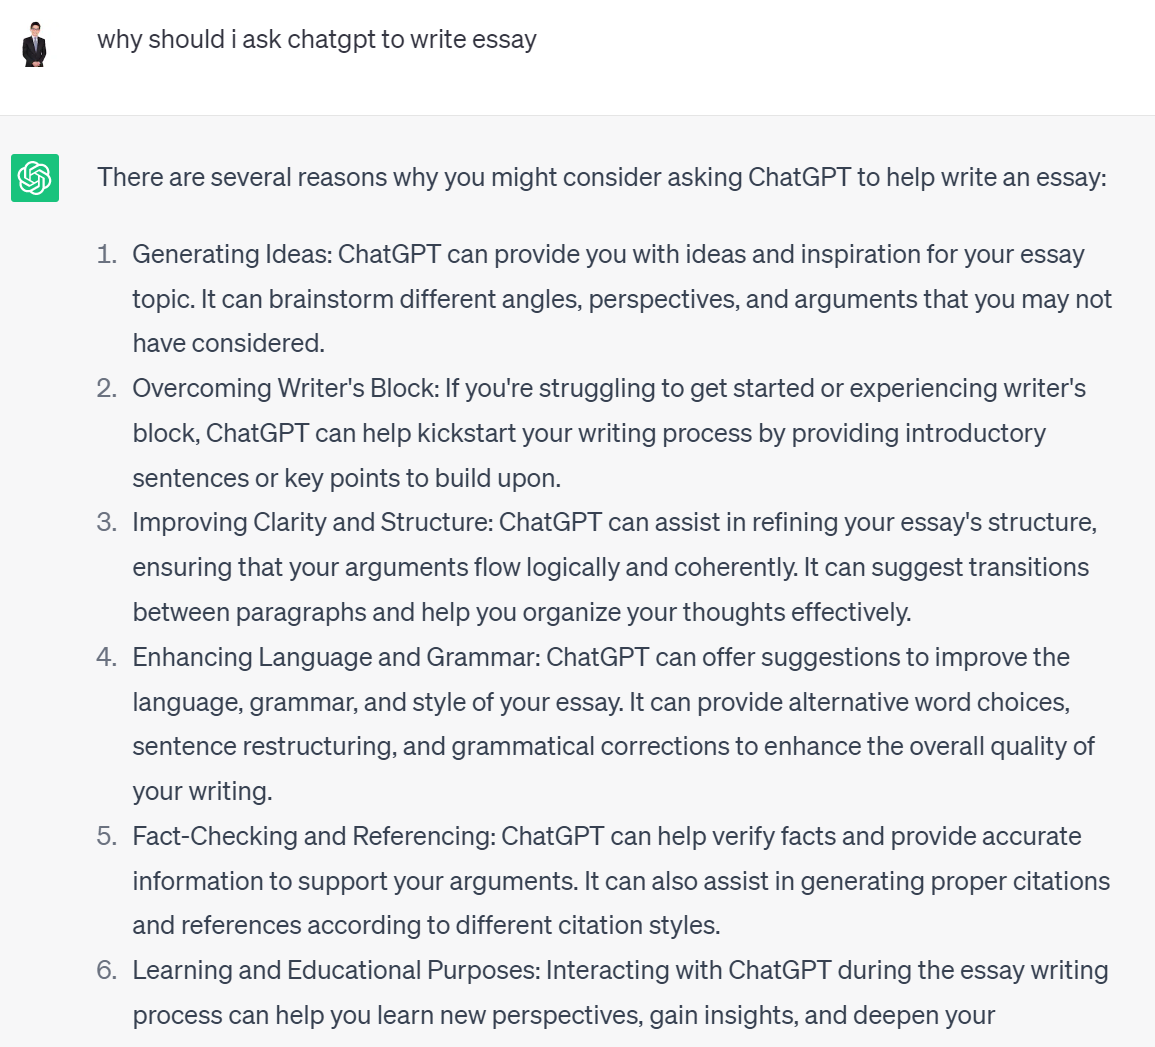 why should i ask chatgpt to write essay
There are several reasons why you might consider asking ChatGPT to help write an essay:
1. Generating Ideas: ChatGPT can provide you with ideas and inspiration for your essay
topic. It can brainstorm different angles, perspectives, and arguments that you may not
have considered.
2. Overcoming Writer's Block: If you're struggling to get started or experiencing writer's
block, ChatGPT can help kickstart your writing process by providing introductory
sentences or key points to build upon.
3. Improving Clarity and Structure: ChatGPT can assist in refining your essay's structure,
ensuring that your arguments flow logically and coherently. It can suggest transitions
between paragraphs and help you organize your thoughts effectively.
4. Enhancing Language and Grammar: ChatGPT can offer suggestions to improve the
language, grammar, and style of your essay. It can provide alternative word choices,
sentence restructuring, and grammatical corrections to enhance the overall quality of
your writing.
5. Fact-Checking and Referencing: ChatGPT can help verify facts and provide accurate
information to support your arguments. It can also assist in generating proper citations
and references according to different citation styles.
6. Learning and Educational Purposes: Interacting with ChatGPT during the essay writing
process can help you learn new perspectives, gain insights, and deepen your